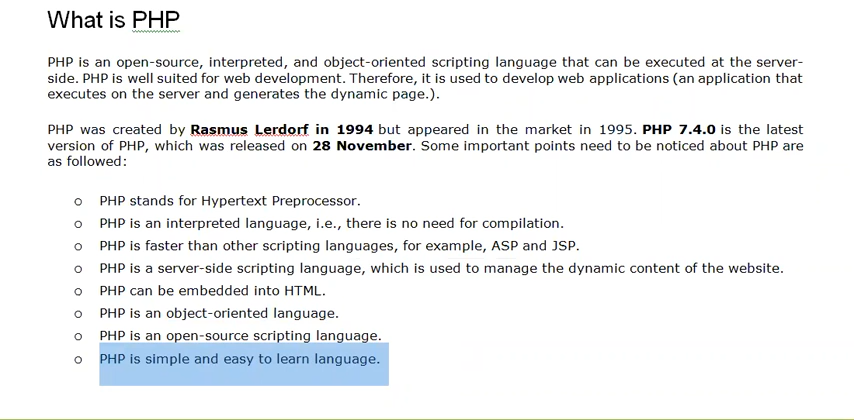 What is PHP
PHP is an open-source, interpreted, and object-oriented scripting language that can be executed at the server-
side. PHP is well suited for web development. Therefore, it is used to develop web applications (an application that
executes on the server and generates the dynamic page.).
PHP was created by Rasmus Lerdorf in 1994 but appeared in the market in 1995. PHP 7.4.0 is the latest
version of PHP, which was released on 28 November. Some important points need to be noticed about PHP are
as followed:
o PHP stands for Hypertext Preprocessor.
o PHP is an interpreted language, i.e., there is no need for compilation.
o PHP is faster than other scripting languages, for example, ASP and JSP.
o PHP is a server-side scripting language, which is used to manage the dynamic content of the website.
o PHP can be embedded into HTML.
o PHP is an object-oriented language.
o PHP is an open-source scripting language.
o PHP is simple and easy to learn language.